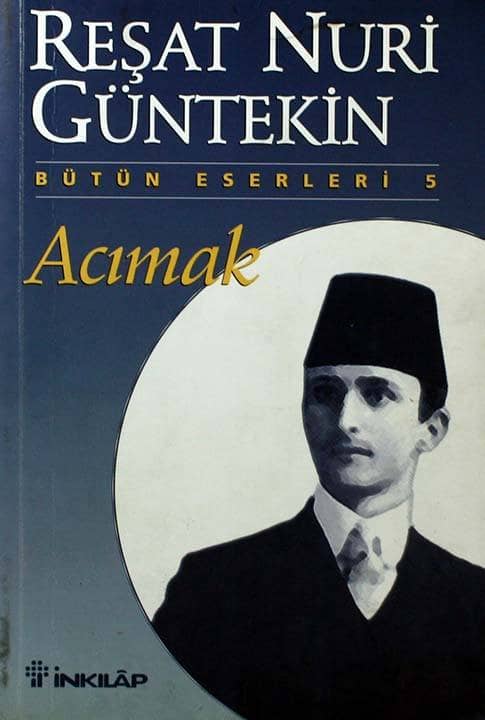 REŞAT NURİ
GÜNTEKİN
BÜTÜN ESERLERİ 5
Acımak
İNKILÂP